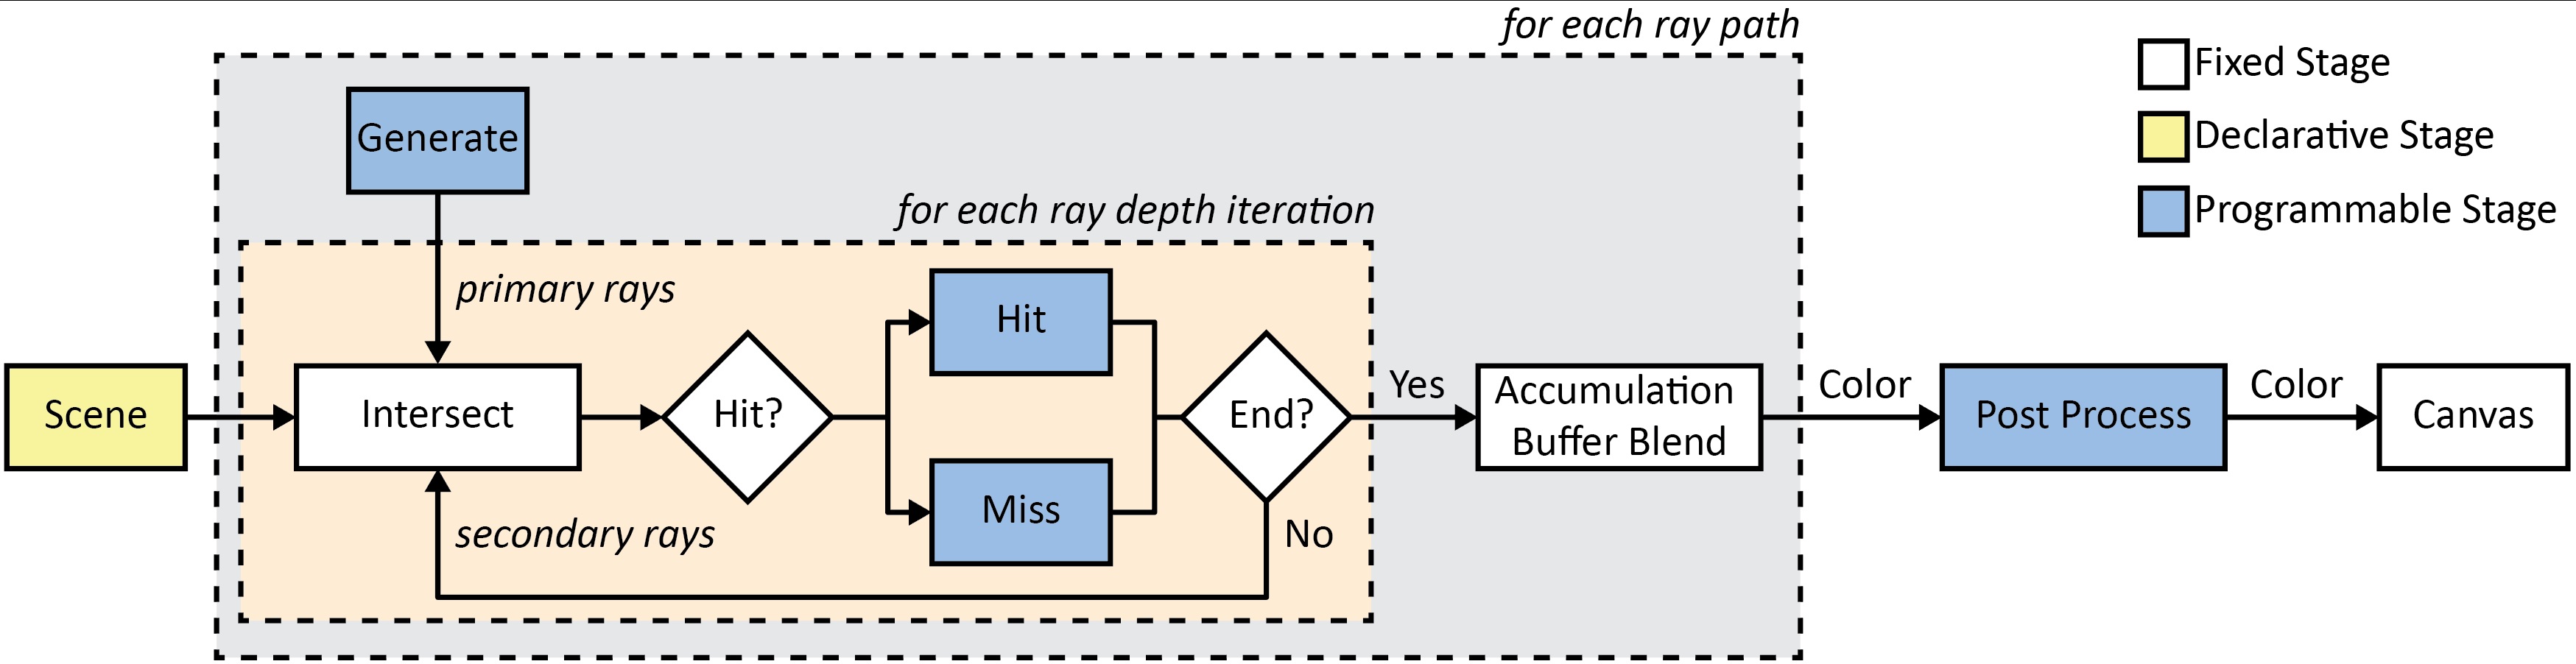 for each ray path
Fixed Stage
Declarative Stage
Programmable Stage
Generate
for each ray depth iteration
primary rays
Hit
Scene
Intersect
Hit?
Miss
End?
Yes
No
secondary rays
Accumulation
Buffer Blend
Color
Post Process
Color
Canvas